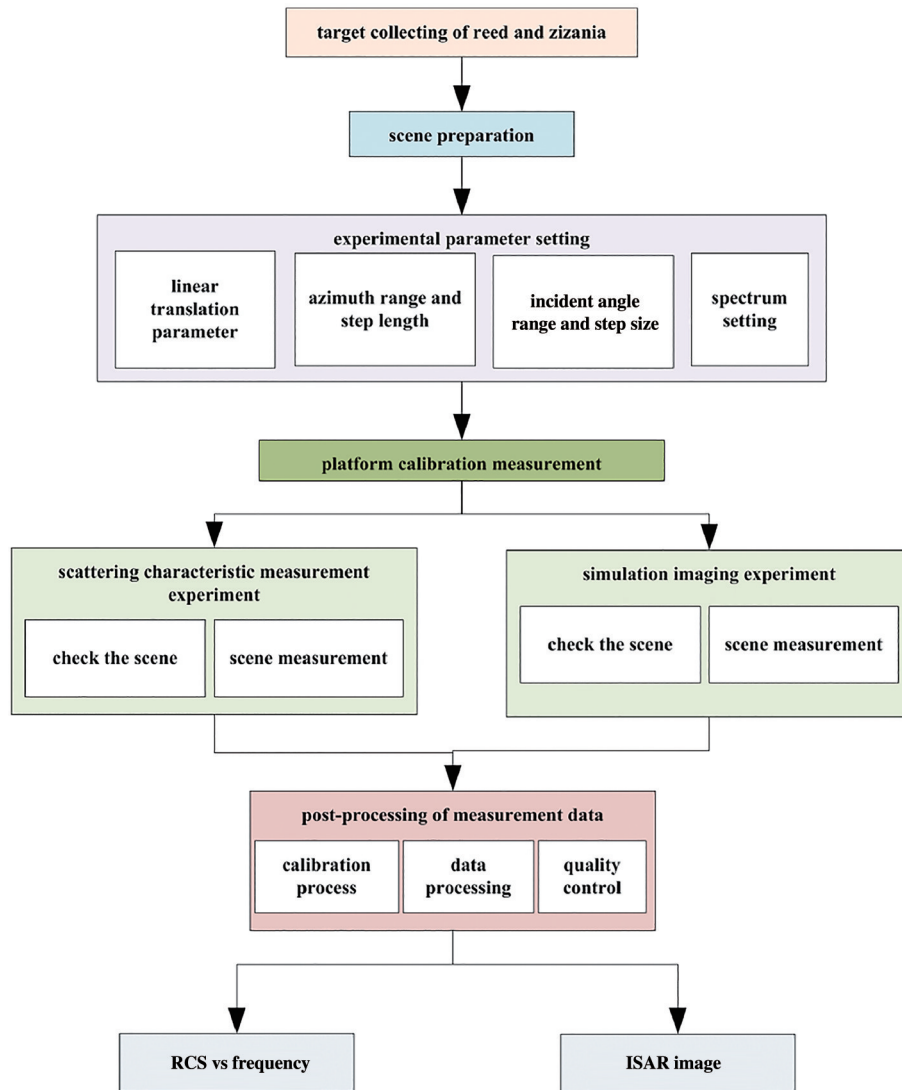 target collecting of reed and zizania
scene preparation
experimental parameter setting
linear
translation
parameter
azimuth range and
step length
incident angle
range and step size
spectrum
setting
platform calibration measurement
scattering characteristic measurement
experiment
check the scene
scene measurement
simulation imaging experiment
check the scene
scene measurement
post-processing of measurement data
calibration
process
data
processing
quality
control
RCS vs frequency
ISAR image